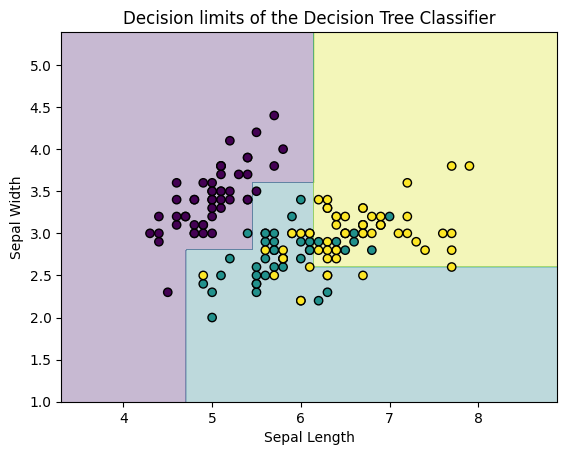 Decision limits of the Decision Tree Classifier
Sepal Width
5.0
4.5
4.0
3.5
3.0
2.5
2.0
1.5
1.0
4 5 6 7 8
Sepal Length